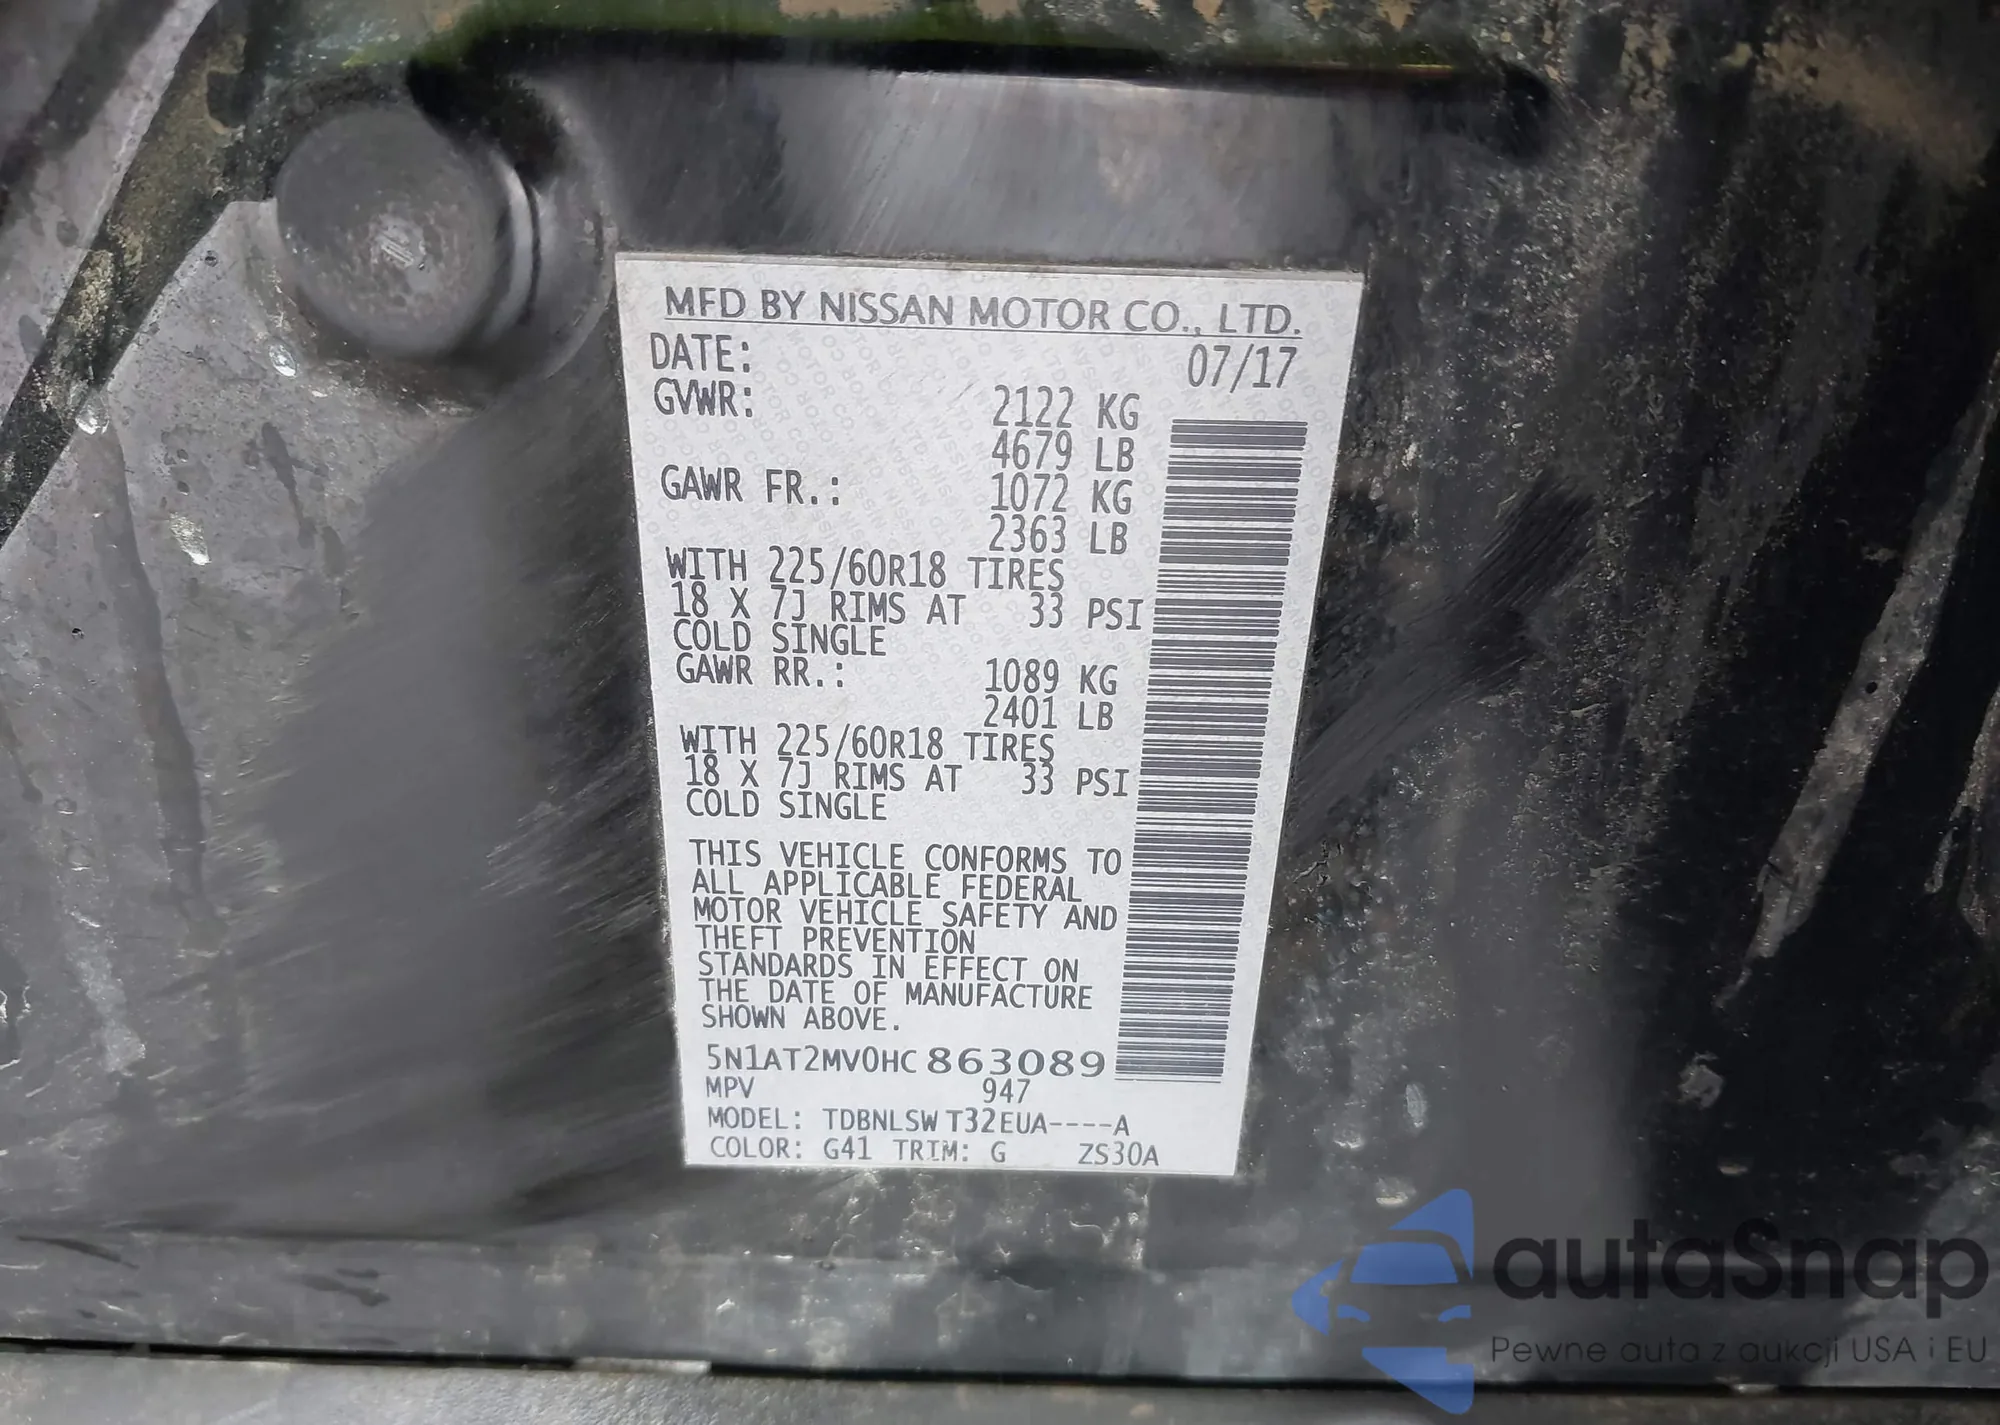 MFD BY NISSAN MOTOR CO., LTD.
DATE: 07/17
GVWR: 2122 KG
4679 LB
GAWR FR.: 1072 KG
2363 LB
WITH 225/60R18 TIRES
18 X 7J RIMS AT 33 PSI
COLD SINGLE
GAWR RR.: 1089 KG
2401 LB
WITH 225/60R18 TIRES
18 X 7J RIMS AT 33 PSI
COLD SINGLE
THIS VEHICLE CONFORMS TO
ALL APPLICABLE FEDERAL
MOTOR VEHICLE SAFETY AND
THEFT PREVENTION
STANDARDS IN EFFECT ON
THE DATE OF MANUFACTURE
SHOWN ABOVE.
5N1AT2MV0HC863089
MPV 947
MODEL: TDBNLSW T32EUA----A
COLOR: G41 TRIM: G ZS30A
autaSnap
Pewne auta z aukcji USA i EU